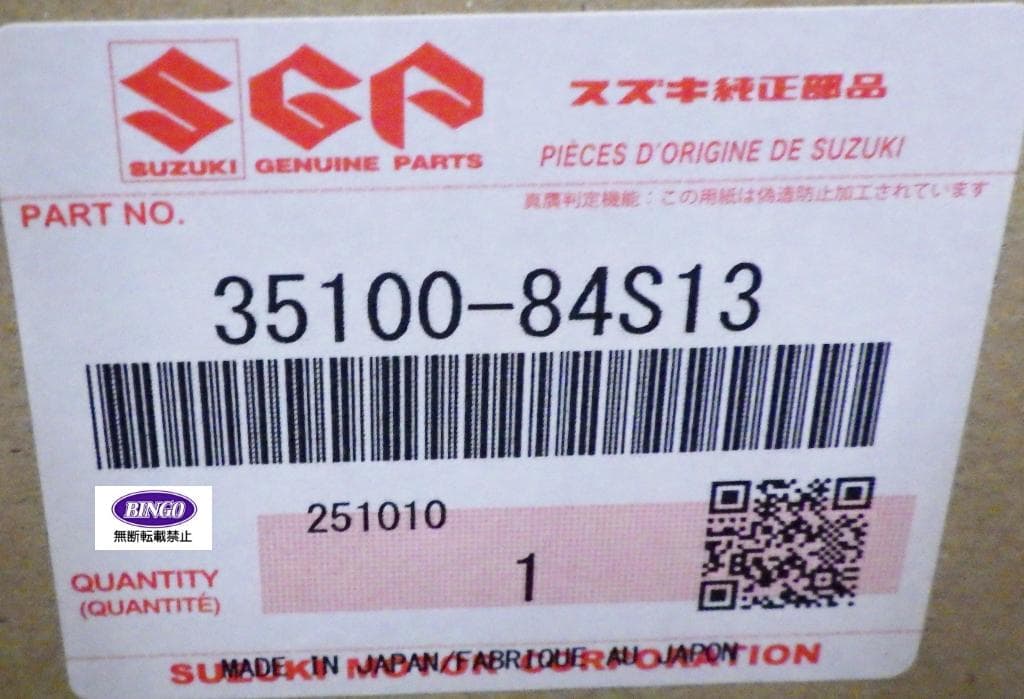 SGP
SUZUKI GENUINE PARTS
スズキ純正部品
PIÈCES D'ORIGINE DE SUZUKI
真贋判定機能：この用紙は偽造防止加工されています
PART NO.
35100-84S13
BINGO
無断転載禁止
251010
1
QUANTITY
(QUANTITÉ)
SUZUKI MOTOR CORPORATION
MADE IN JAPAN/FABRIQUE AU JAPON